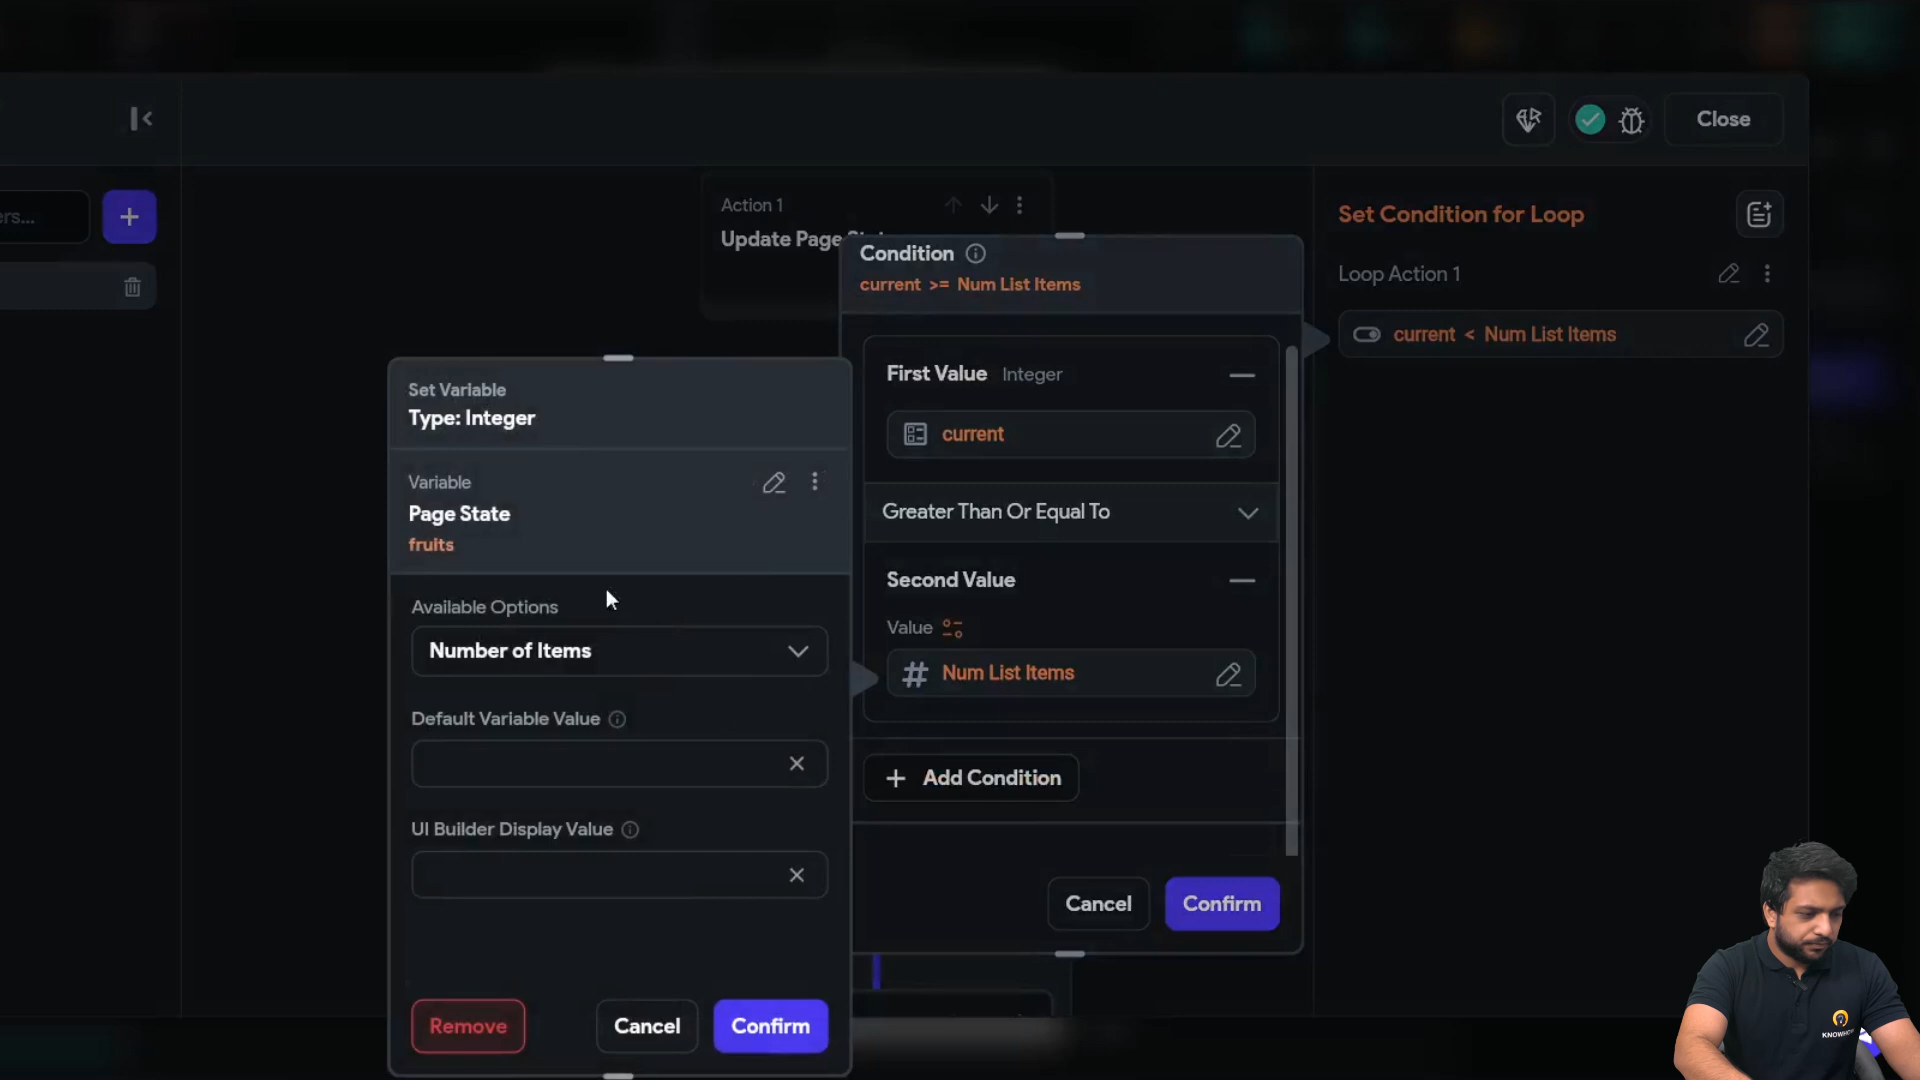 Close
ers...
Action 1
Update Page
Condition
current >= Num List Items
First Value Integer
current
Greater Than Or Equal To
Second Value
Value
Num List Items
Add Condition
Cancel
Confirm
Set Variable
Type: Integer
Variable
Page State
fruits
Available Options
Number of Items
Default Variable Value
UI Builder Display Value
Remove
Cancel
Confirm
Set Condition for Loop
Loop Action 1
current < Num List Items